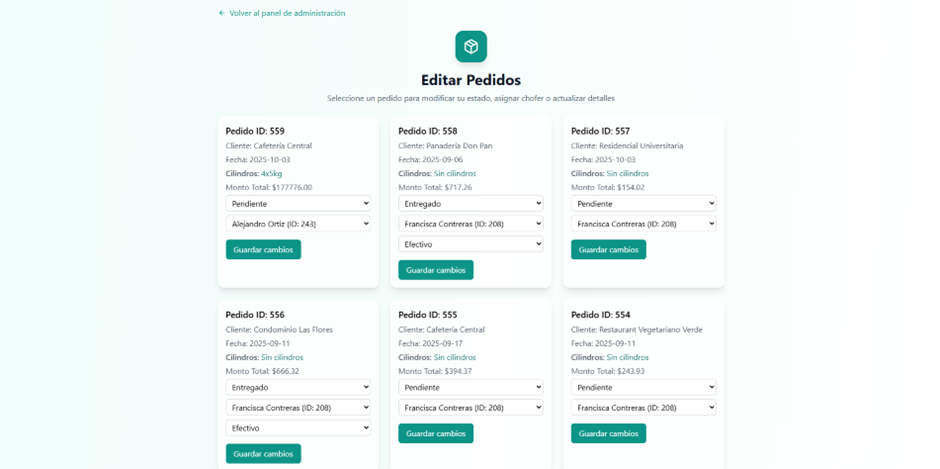 ← Volver al panel de administración
Editar Pedidos
Seleccione un pedido para modificar su estado, asignar chofer o actualizar detalles
Pedido ID: 559
Cliente: Cafetería Central
Fecha: 2025-10-03
Cilindros: 4x5kg
Monto Total: $177776.00
Pendiente
Alejandro Ortiz (ID: 243)
Guardar cambios
Pedido ID: 558
Cliente: Panadería Don Pan
Fecha: 2025-09-06
Cilindros: Sin cilindros
Monto Total: $717.26
Entregado
Francisca Contreras (ID: 208)
Efectivo
Guardar cambios
Pedido ID: 557
Cliente: Residencial Universitaria
Fecha: 2025-10-03
Cilindros: Sin cilindros
Monto Total: $154.02
Pendiente
Francisca Contreras (ID: 208)
Guardar cambios
Pedido ID: 556
Cliente: Condominio Las Flores
Fecha: 2025-09-11
Cilindros: Sin cilindros
Monto Total: $666.32
Entregado
Francisca Contreras (ID: 208)
Efectivo
Guardar cambios
Pedido ID: 555
Cliente: Cafetería Central
Fecha: 2025-09-17
Cilindros: Sin cilindros
Monto Total: $394.37
Pendiente
Francisca Contreras (ID: 208)
Guardar cambios
Pedido ID: 554
Cliente: Restaurant Vegetariano Verde
Fecha: 2025-09-11
Cilindros: Sin cilindros
Monto Total: $243.93
Pendiente
Francisca Contreras (ID: 208)
Guardar cambios